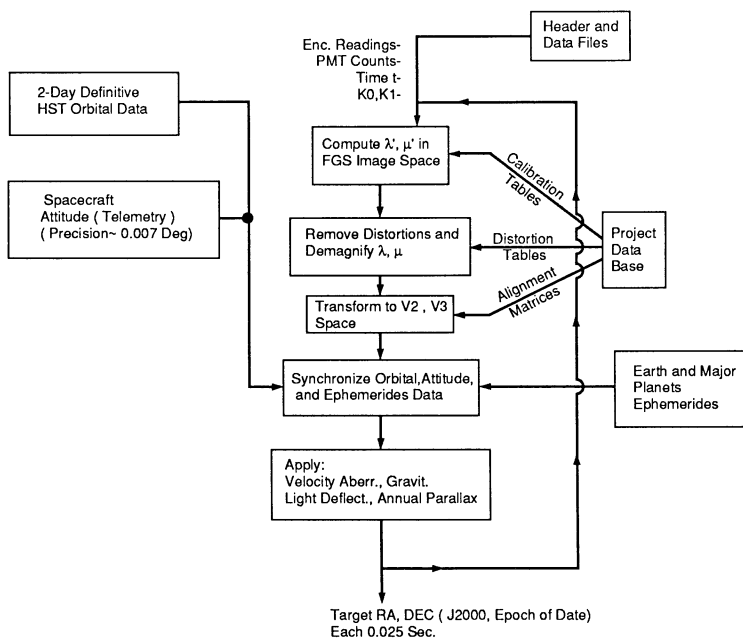 Header and
Data Files
Enc. Readings-
PMT Counts-
Time t-
K0,K1-
2-Day Definitive
HST Orbital Data
Compute λ', μ' in
FGS Image Space
Calibration
Tables
Spacecraft
Attitude ( Telemetry )
( Precision~ 0.007 Deg)
Remove Distortions and
Demagnify λ, μ
Distortion
Tables
Project
Data
Base
Alignment
Matrices
Transform to V2 , V3
Space
Synchronize Orbital,Attitude,
and Ephemerides Data
Earth and Major
Planets
Ephemerides
Apply:
Velocity Aberr., Gravit.
Light Deflect., Annual Parallax
Target RA, DEC ( J2000, Epoch of Date)
Each 0.025 Sec.